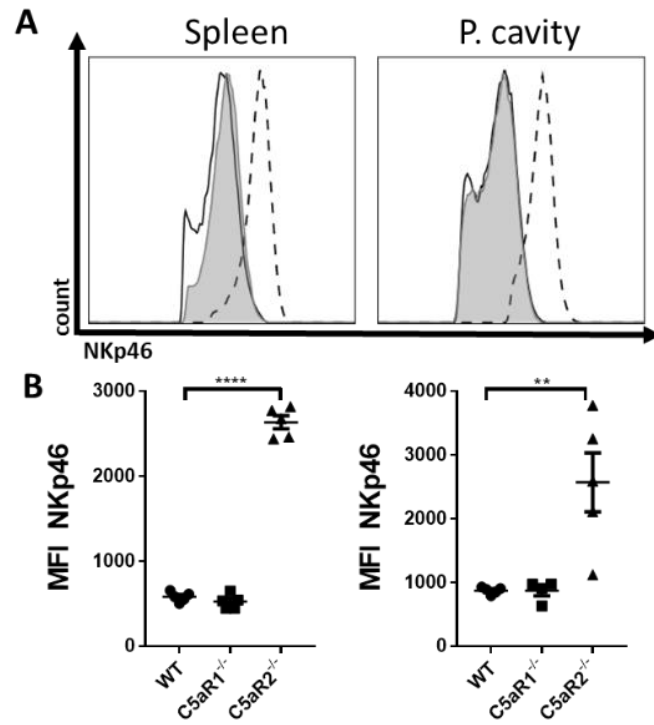 A
Spleen
P. cavity
count
NKp46
B
MFI NKp46
3000
2000
1000
0
****
WT
C5aR1-/-
C5aR2-/-
MFI NKp46
4000
3000
2000
1000
0
**
WT
C5aR1-/-
C5aR2-/-